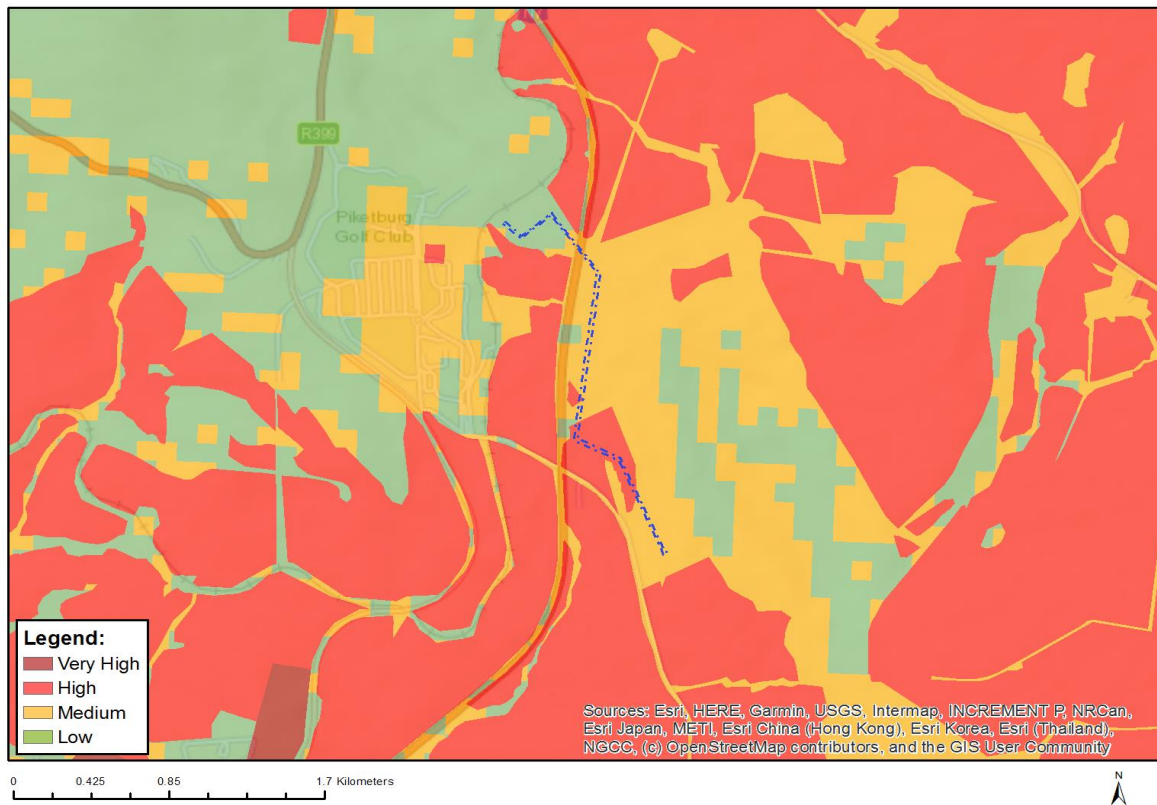 R399
Piketburg
Golf Club
Legend:
Very High
High
Medium
Low
Sources: Esri, HERE, Garmin, USGS, Intermap, INCREMENT P, NRCan,
Esri Japan, METI, Esri China (Hong Kong), Esri Korea, Esri (Thailand),
NGCC, (c) OpenStreetMap contributors, and the GIS User Community
0 0.425 0.85 1.7 Kilometers
N